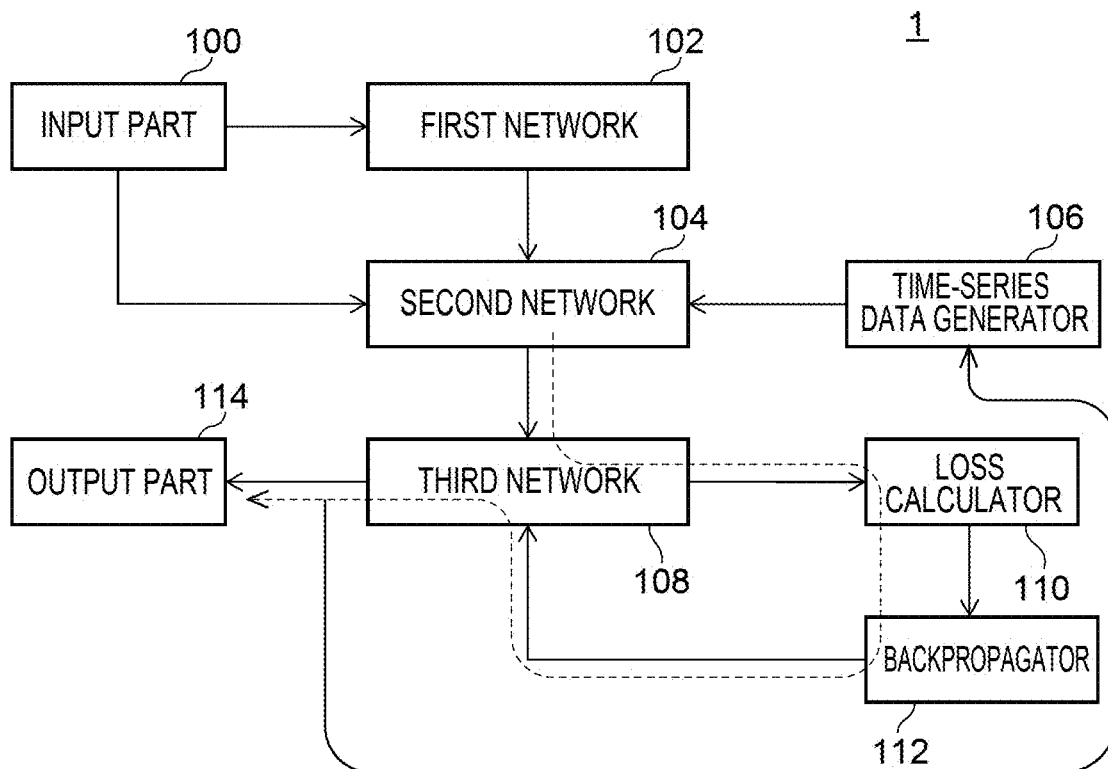 1
100
102
INPUT PART
FIRST NETWORK
104
106
SECOND NETWORK
TIME-SERIES
DATA GENERATOR
114
OUTPUT PART
THIRD NETWORK
LOSS
CALCULATOR
108
110
BACKPROPAGATOR
112